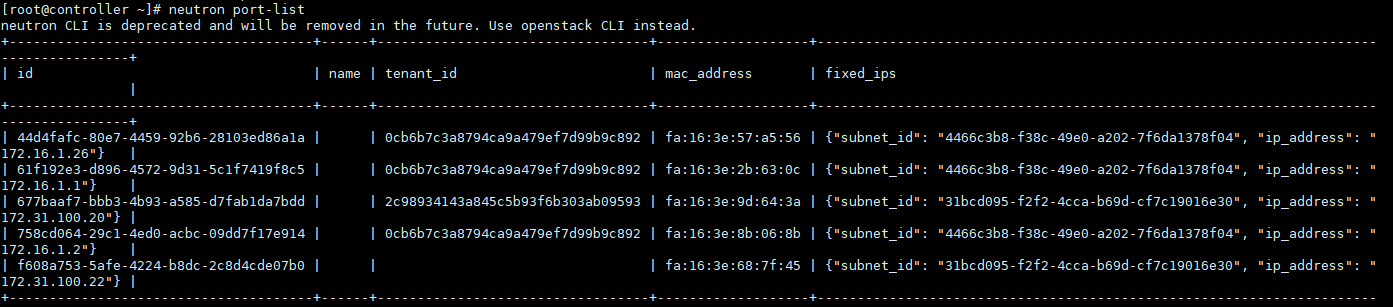 [root@controller ~]# neutron port-list
neutron CLI is deprecated and will be removed in the future. Use openstack CLI instead.
+--------------------------------------+------+----------------------------------+-------------------+----------------------------------------------------------------------
----------------+
| id                                   | name | tenant_id                        | mac_address       | fixed_ips
                |
+--------------------------------------+------+----------------------------------+-------------------+----------------------------------------------------------------------
----------------+
| 44d4fafc-80e7-4459-92b6-28103ed86a1a |      | 0cb6b7c3a8794ca9a479ef7d99b9c892 | fa:16:3e:57:a5:56 | {"subnet_id": "4466c3b8-f38c-49e0-a202-7f6da1378f04", "ip_address": "
172.16.1.26"}   |
| 61f192e3-d896-4572-9d31-5c1f7419f8c5 |      | 0cb6b7c3a8794ca9a479ef7d99b9c892 | fa:16:3e:2b:63:0c | {"subnet_id": "4466c3b8-f38c-49e0-a202-7f6da1378f04", "ip_address": "
172.16.1.1"}    |
| 677baaf7-bbb3-4b93-a585-d7fab1da7bdd |      | 2c98934143a845c5b93f6b303ab09593 | fa:16:3e:9d:64:3a | {"subnet_id": "31bcd095-f2f2-4cca-b69d-cf7c19016e30", "ip_address": "
172.31.100.20"} |
| 758cd064-29c1-4ed0-acbc-09dd7f17e914 |      | 0cb6b7c3a8794ca9a479ef7d99b9c892 | fa:16:3e:8b:06:8b | {"subnet_id": "4466c3b8-f38c-49e0-a202-7f6da1378f04", "ip_address": "
172.16.1.2"}    |
| f608a753-5afe-4224-b8dc-2c8d4cde07b0 |      |                                  | fa:16:3e:68:7f:45 | {"subnet_id": "31bcd095-f2f2-4cca-b69d-cf7c19016e30", "ip_address": "
172.31.100.22"} |
+--------------------------------------+------+----------------------------------+-------------------+----------------------------------------------------------------------